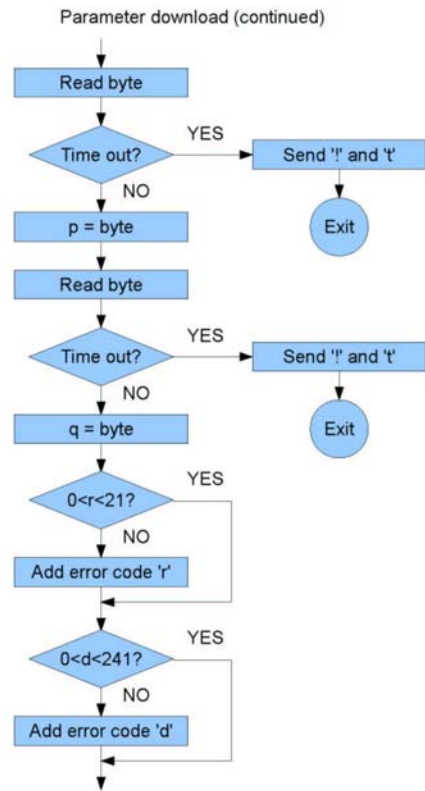 Parameter download (continued)
Read byte
Time out?
YES
Send '!' and 't'
NO
Exit
p = byte
Read byte
Time out?
YES
Send '!' and 't'
NO
Exit
q = byte
0<r<21?
YES
NO
Add error code 'r'
0<d<241?
YES
NO
Add error code 'd'